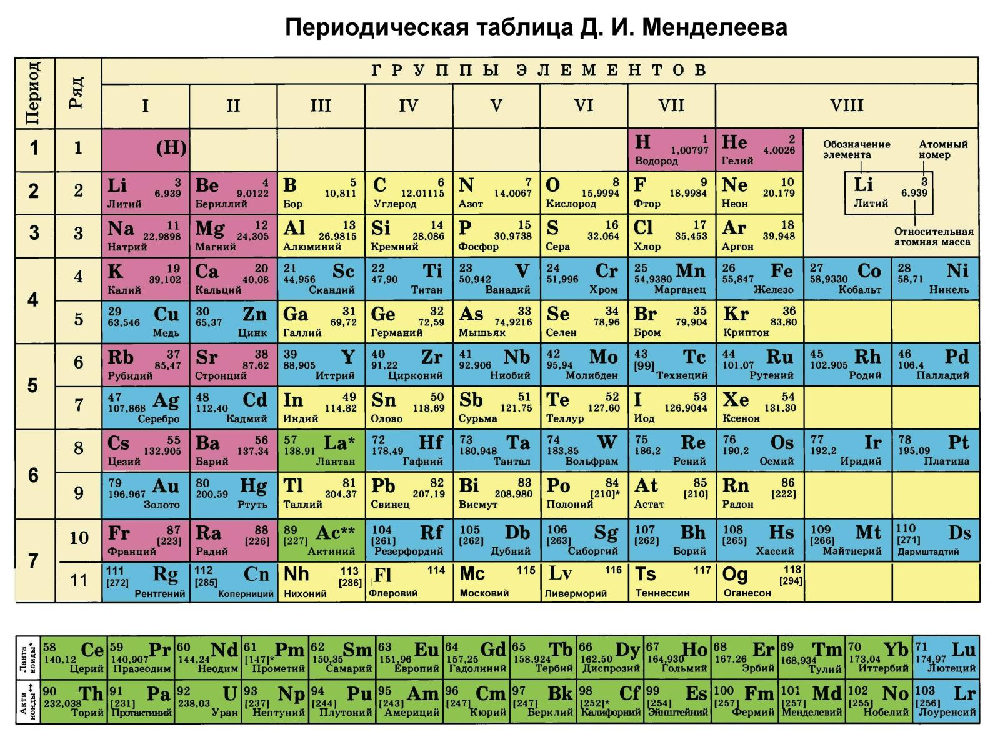 Периодическая таблица Д. И. Менделеева
Период Ряд ГРУППЫ ЭЛЕМЕНТОВ
I II III IV V VI VII VIII
1 1 (H) H 1 1,00797 Водород He 2 4,0026 Гелий
Обозначение элемента
Атомный номер
Li 3 6,939 Литий
Относительная атомная масса
2 2 Li 3 6,939 Литий Be 4 9,0122 Бериллий B 5 10,811 Бор C 6 12,01115 Углерод N 7 14,0067 Азот O 8 15,9994 Кислород F 9 18,9984 Фтор Ne 10 20,179 Неон
3 3 Na 11 22,9898 Натрий Mg 12 24,305 Магний Al 13 26,9815 Алюминий Si 14 28,086 Кремний P 15 30,9738 Фосфор S 16 32,064 Сера Cl 17 35,453 Хлор Ar 18 39,948 Аргон
4 4 K 19 39,102 Калий Ca 20 40,08 Кальций 21 Sc 44,956 Скандий 22 Ti 47,90 Титан 23 V 50,942 Ванадий 24 Cr 51,996 Хром 25 Mn 54,9380 Марганец 26 Fe 55,847 Железо 27 Co 58,9330 Кобальт 28 Ni 58,71 Никель
5 29 Cu 63,546 Медь 30 Zn 65,37 Цинк Ga 31 69,72 Галлий Ge 32 72,59 Германий As 33 74,9216 Мышьяк Se 34 78,96 Селен Br 35 79,904 Бром Kr 36 83,80 Криптон
5 6 Rb 37 85,47 Рубидий Sr 38 87,62 Стронций 39 Y 88,905 Иттрий 40 Zr 91,22 Цирконий 41 Nb 92,906 Ниобий 42 Mo 95,94 Молибден 43 Tc [99] Технеций 44 Ru 101,07 Рутений 45 Rh 102,905 Родий 46 Pd 106,4 Палладий
7 47 Ag 107,868 Серебро 48 Cd 112,40 Кадмий In 49 114,82 Индий Sn 50 118,69 Олово Sb 51 121,75 Сурьма Te 52 127,60 Теллур I 53 126,9044 Иод Xe 54 131,30 Ксенон
6 8 Cs 55 132,905 Цезий Ba 56 137,34 Барий 57 La* 138,91 Лантан 72 Hf 178,49 Гафний 73 Ta 180,948 Тантал 74 W 183,85 Вольфрам 75 Re 186,2 Рений 76 Os 190,2 Осмий 77 Ir 192,2 Иридий 78 Pt 195,09 Платина
9 79 Au 196,967 Золото 80 Hg 200,59 Ртуть Tl 81 204,37 Таллий Pb 82 207,19 Свинец Bi 83 208,980 Висмут Po 84 [210]* Полоний At 85 [210] Астат Rn 86 [222] Радон
7 10 Fr 87 [223] Франций Ra 88 [226] Радий 89 Ac** [227] Актиний 104 Rf [261] Резерфордий 105 Db [262] Дубний 106 Sg [263] Сиборгий 107 Bh [262] Борий 108 Hs [265] Хассий 109 Mt [266] Майтнерий 110 Ds [271] Дармштадтий
11 111 Rg [272] Рентгений 112 Cn [285] Коперниций Nh 113 [286] Нихоний Fl 114 Флеровий Mc 115 Московий Lv 116 Ливерморий Ts 117 Теннессин Og 118 [294] Оганесон
Лантаноиды* 58 Ce 140,12 Церий 59 Pr 140,907 Празеодим 60 Nd 144,24 Неодим 61 Pm [147]* Прометий 62 Sm 150,35 Самарий 63 Eu 151,96 Европий 64 Gd 157,25 Гадолиний 65 Tb 158,924 Тербий 66 Dy 162,50 Диспрозий 67 Ho 164,930 Гольмий 68 Er 167,26 Эрбий 69 Tm 168,934 Тулий 70 Yb 173,04 Иттербий 71 Lu 174,97 Лютеций
Актиноиды** 90 Th 232,038 Торий 91 Pa [231] Протактиний 92 U 238,03 Уран 93 Np [237] Нептуний 94 Pu [244] Плутоний 95 Am [243] Америций 96 Cm [247] Кюрий 97 Bk [247] Берклий 98 Cf [252]* Калифорний 99 Es [254] Эйнштейний 100 Fm [257] Фермий 101 Md [257] Менделевий 102 No [255] Нобелий 103 Lr [256] Лоуренсий